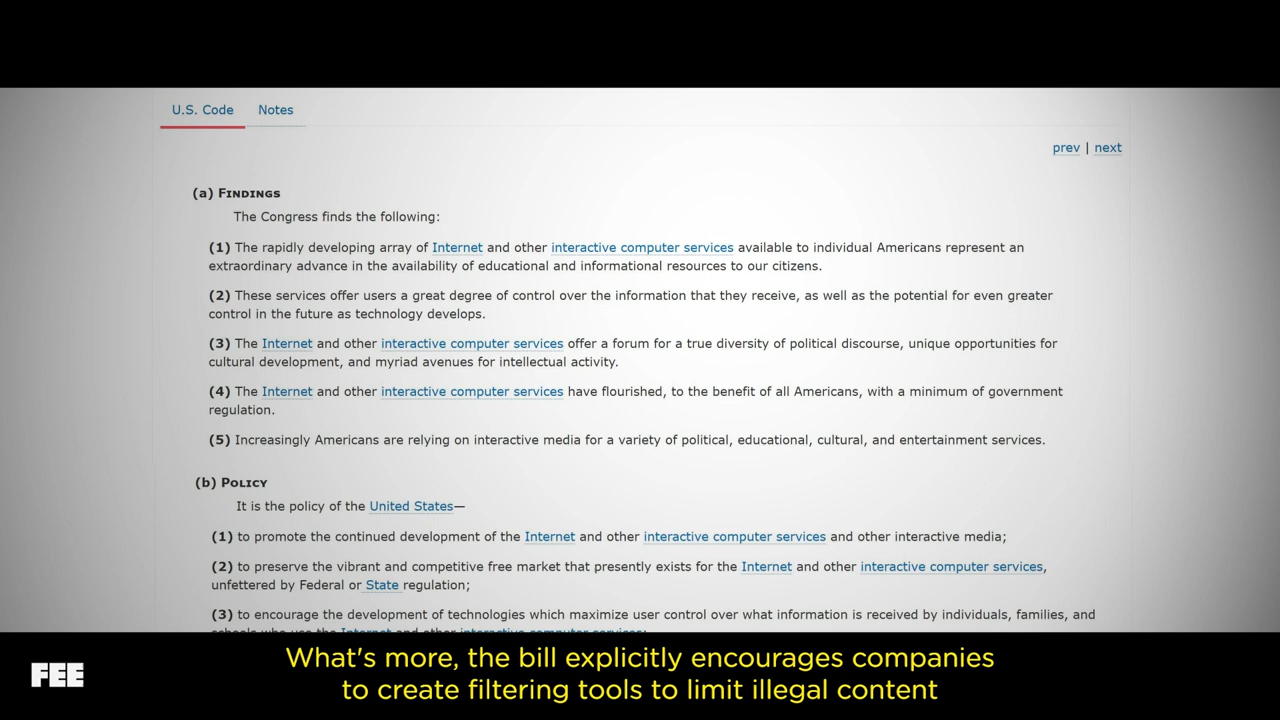 U.S. Code Notes
prev | next
(a) FINDINGS
The Congress finds the following:
(1) The rapidly developing array of Internet and other interactive computer services available to individual Americans represent an
extraordinary advance in the availability of educational and informational resources to our citizens.
(2) These services offer users a great degree of control over the information that they receive, as well as the potential for even greater
control in the future as technology develops.
(3) The Internet and other interactive computer services offer a forum for a true diversity of political discourse, unique opportunities for
cultural development, and myriad avenues for intellectual activity.
(4) The Internet and other interactive computer services have flourished, to the benefit of all Americans, with a minimum of government
regulation.
(5) Increasingly Americans are relying on interactive media for a variety of political, educational, cultural, and entertainment services.
(b) POLICY
It is the policy of the United States—
(1) to promote the continued development of the Internet and other interactive computer services and other interactive media;
(2) to preserve the vibrant and competitive free market that presently exists for the Internet and other interactive computer services,
unfettered by Federal or State regulation;
(3) to encourage the development of technologies which maximize user control over what information is received by individuals, families, and
schools who use the Internet and other interactive computer services;
FEE
What's more, the bill explicitly encourages companies
to create filtering tools to limit illegal content